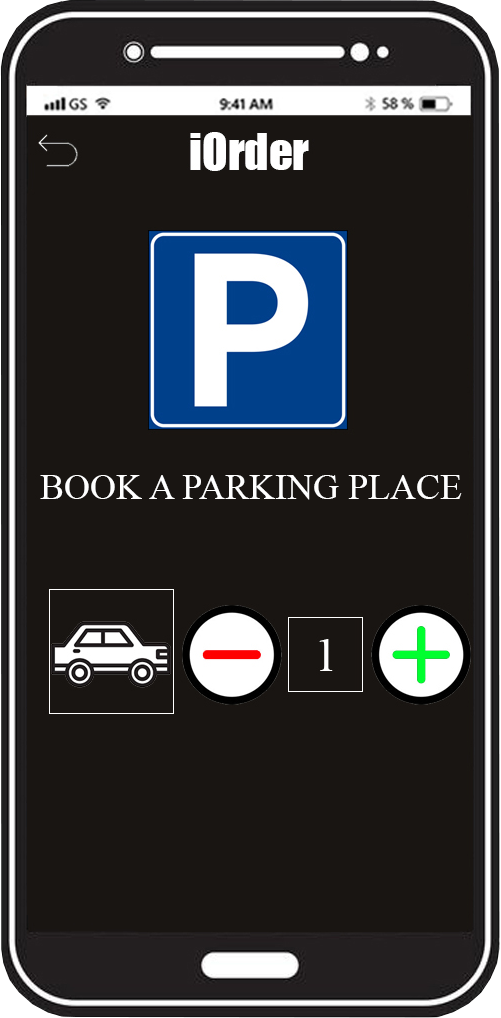 GS 9:41 AM 58 %
iOrder
P
BOOK A PARKING PLACE
1